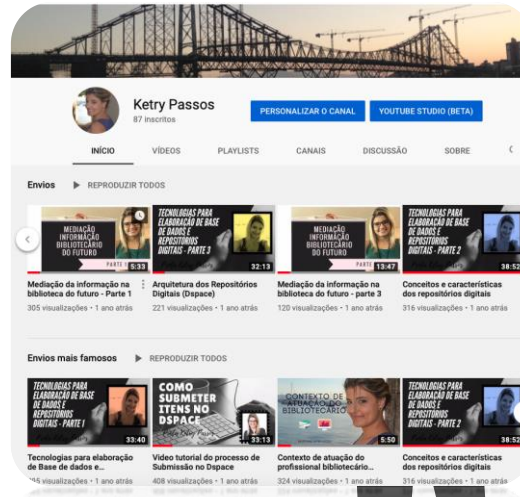 Ketry Passos
87 inscritos
PERSONALIZAR O CANAL
YOUTUBE STUDIO (BETA)
INÍCIO VÍDEOS PLAYLISTS CANAIS DISCUSSÃO SOBRE
Envios REPRODUZIR TODOS
MEDIAÇÃO
INFORMAÇÃO
BIBLIOTECÁRIO
DO FUTURO
PARTE
5:33
TECNOLOGIAS PARA
ELABORAÇÃO DE BASE
DE DADOS E
REPOSITÓRIOS
DIGITAIS - PARTE 3
32:13
MEDIAÇÃO
INFORMAÇÃO
BIBLIOTECÁRIO
DO FUTURO
PARTE
13:47
TECNOLOGIAS PARA
ELABORAÇÃO DE BASE
DE DADOS E
REPOSITÓRIOS
DIGITAIS - PARTE 2
38:52
Mediação da informação na
biblioteca do futuro - Parte 1
305 visualizações • 1 ano atrás
Arquitetura dos Repositórios
Digitais (Dspace)
221 visualizações • 1 ano atrás
Mediação da informação na
biblioteca do futuro - parte 3
120 visualizações • 1 ano atrás
Conceitos e características
dos repositórios digitais
316 visualizações • 1 ano atrás
Envios mais famosos REPRODUZIR TODOS
TECNOLOGIAS PARA
ELABORAÇÃO DE BASE
DE DADOS E
REPOSITÓRIOS
DIGITAIS - PARTE 1
33:40
COMO
SUBMETER
ITENS NO
DSPACE
33:13
CONTEXTO DE
ATUAÇÃO DO
BIBLIOTECÁRIO
5:50
TECNOLOGIAS PARA
ELABORAÇÃO DE BASE
DE DADOS E
REPOSITÓRIOS
DIGITAIS - PARTE 2
38:52
Tecnologias para elaboração
de Base de dados e...
visualizações • 1 ano atrás
Video tutorial do processo de
Submissão no Dspace
408 visualizações • 1 ano atrás
Contexto de atuação do
profissional bibliotecário...
324 visualizações • 1 ano atrás
Conceitos e características
dos repositórios digitais
316 visualizações • 1 ano atrás